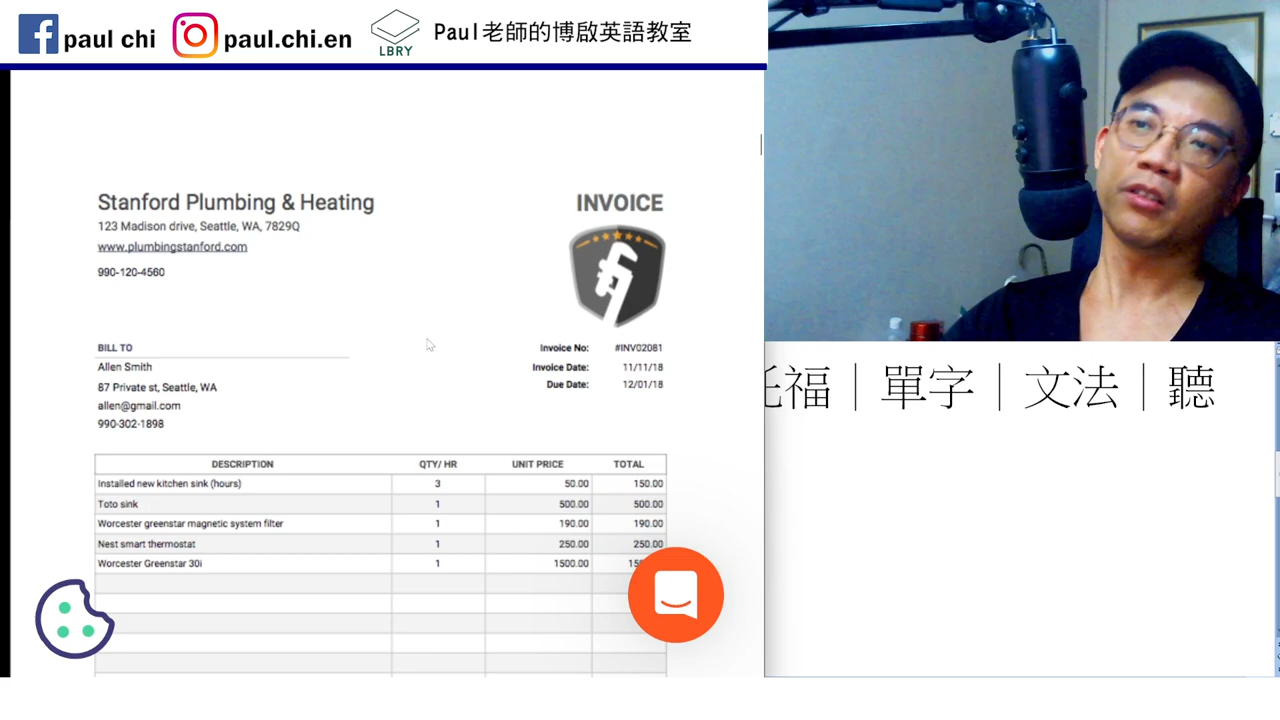 paul chi
paul.chi.en
LBRY
Paul老師的博啟英語教室
Stanford Plumbing & Heating
INVOICE
123 Madison drive, Seattle, WA, 7829Q
www.plumbingstanford.com
990-120-4560
BILL TO
Allen Smith
87 Private st, Seattle, WA
allen@gmail.com
990-302-1898
Invoice No: #INV02081
Invoice Date: 11/11/18
Due Date: 12/01/18
DESCRIPTION QTY/ HR UNIT PRICE TOTAL
Installed new kitchen sink (hours) 3 50.00 150.00
Toto sink 1 500.00 500.00
Worcester greenstar magnetic system filter 1 190.00 190.00
Nest smart thermostat 1 250.00 250.00
Worcester Greenstar 30i 1 1500.00
福｜單字｜文法｜聽